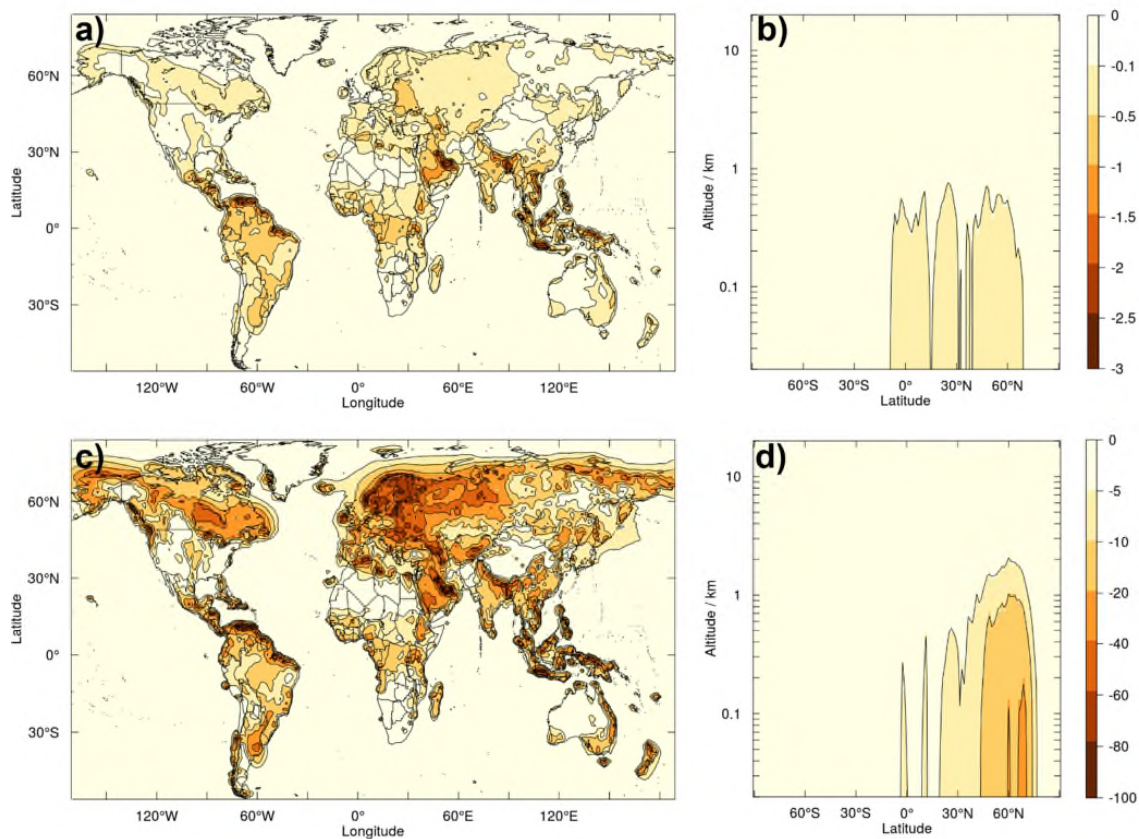 a)
60°N
30°N
0°
30°S
Latitude
120°W 60°W 0° 60°E 120°E
Longitude
b)
10
1
0.1
Altitude / km
60°S 30°S 0° 30°N 60°N
Latitude
0
-0.1
-0.5
-1
-1.5
-2
-2.5
-3
c)
60°N
30°N
0°
30°S
Latitude
120°W 60°W 0° 60°E 120°E
Longitude
d)
10
1
0.1
Altitude / km
60°S 30°S 0° 30°N 60°N
Latitude
0
-5
-10
-20
-40
-60
-80
-100